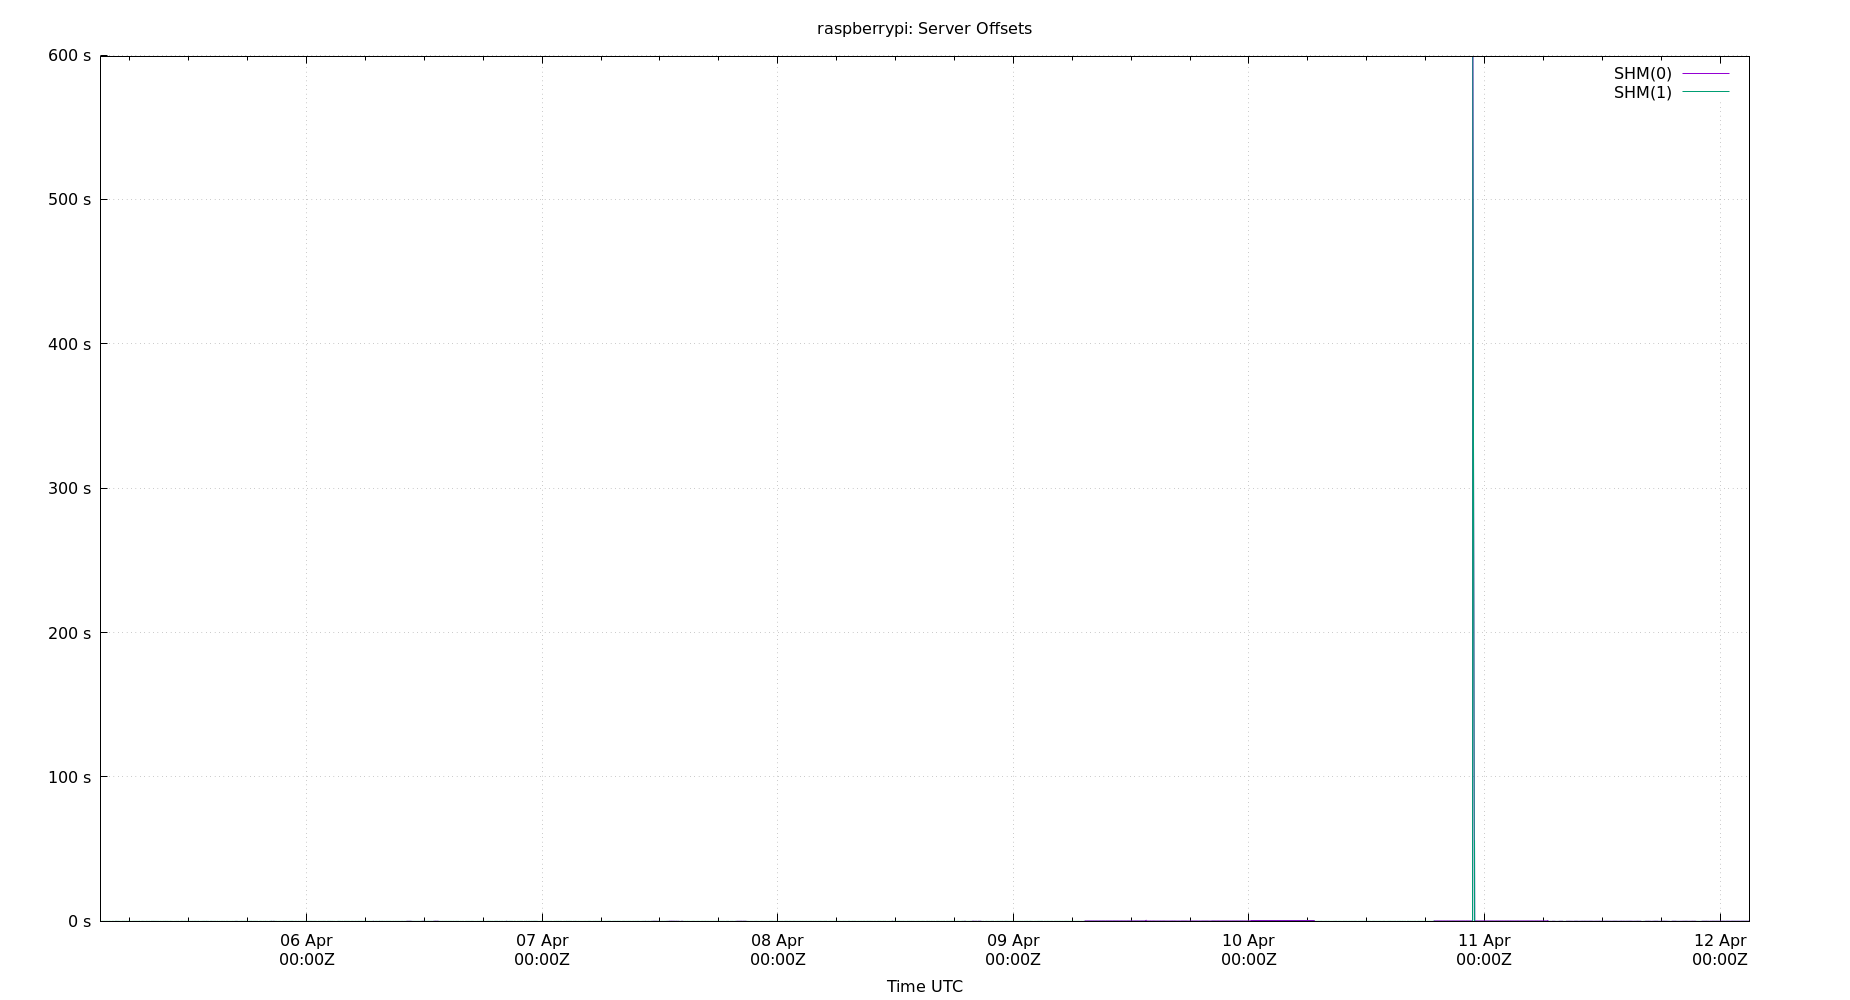 raspberrypi: Server Offsets
600 s
500 s
400 s
300 s
200 s
100 s
0 s
SHM(0)
SHM(1)
06 Apr 07 Apr 08 Apr 09 Apr 10 Apr 11 Apr 12 Apr
00:00Z 00:00Z 00:00Z 00:00Z 00:00Z 00:00Z 00:00Z
Time UTC